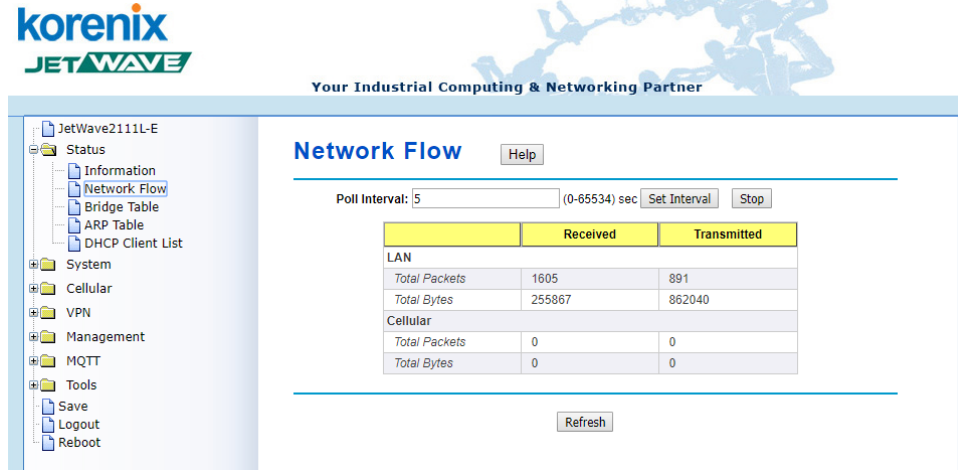 korenix
JETWAVE
Your Industrial Computing & Networking Partner
JetWave2111L-E
Status
Information
Network Flow
Bridge Table
ARP Table
DHCP Client List
System
Cellular
VPN
Management
MQTT
Tools
Save
Logout
Reboot
Network Flow Help
Poll Interval: 5 (0-65534) sec Set Interval Stop
Received Transmitted
LAN
Total Packets 1605 891
Total Bytes 255867 862040
Cellular
Total Packets 0 0
Total Bytes 0 0
Refresh